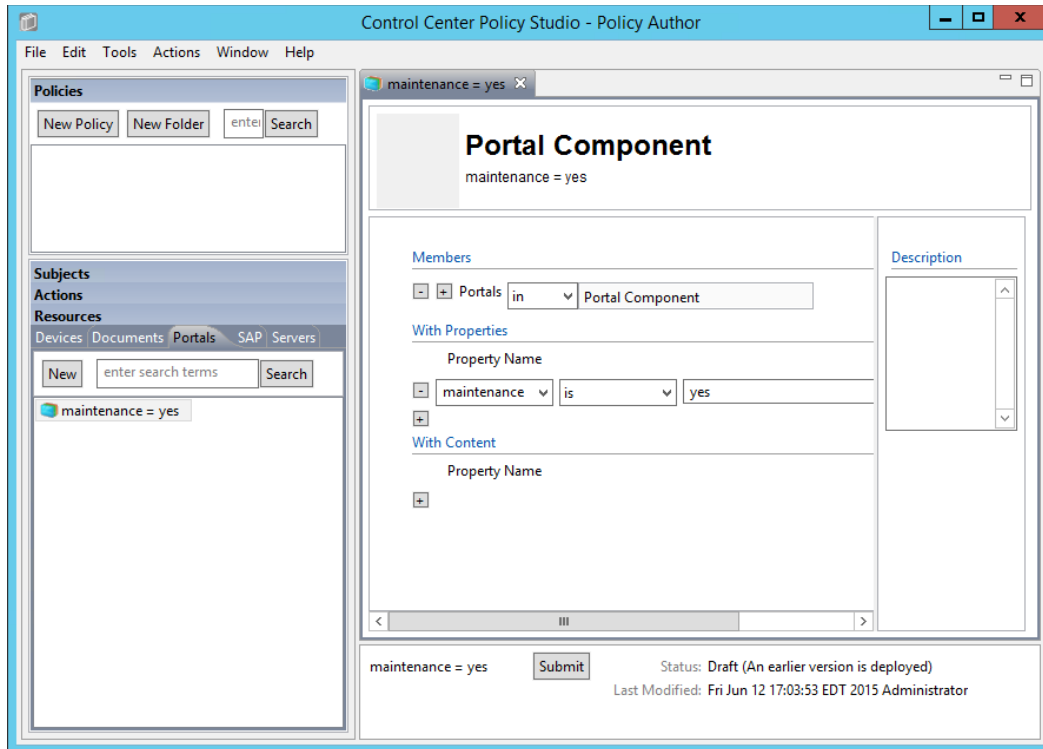 Control Center Policy Studio - Policy Author
File Edit Tools Actions Window Help
Policies
New Policy New Folder enter Search
Subjects
Actions
Resources
Devices Documents Portals SAP Servers
New enter search terms Search
maintenance = yes
maintenance = yes
Portal Component
maintenance = yes
Members
- + Portals in Portal Component
With Properties
Property Name
- maintenance is yes
+
With Content
Property Name
+
Description
maintenance = yes Submit Status: Draft (An earlier version is deployed)
Last Modified: Fri Jun 12 17:03:53 EDT 2015 Administrator